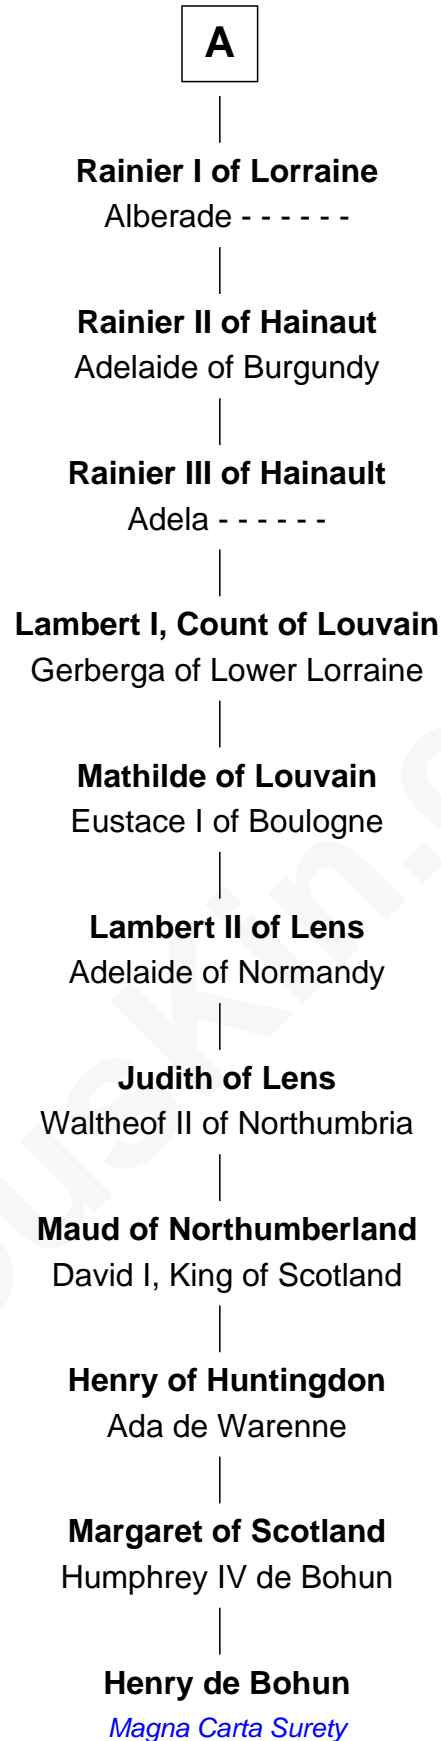 A
Rainier I of Lorraine
Alberade - - - - - -
Rainier II of Hainaut
Adelaide of Burgundy
Rainier III of Hainault
Adela - - - - - -
Lambert I, Count of Louvain
Gerberga of Lower Lorraine
Mathilde of Louvain
Eustace I of Boulogne
Lambert II of Lens
Adelaide of Normandy
Judith of Lens
Waltheof II of Northumbria
Maud of Northumberland
David I, King of Scotland
Henry of Huntingdon
Ada de Warenne
Margaret of Scotland
Humphrey IV de Bohun
Henry de Bohun
Magna Carta Surety